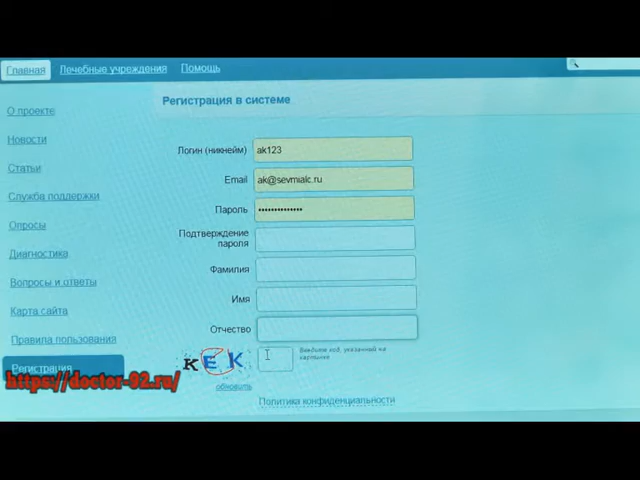 Главная Лечебные учреждения Помощь
Регистрация в системе
О проекте
Новости
Статьи
Служба поддержки
Опросы
Диагностика
Вопросы и ответы
Карта сайта
Правила пользования
Регистрация
https://doctor-92.ru/
Логин (никнейм) ak123
Email ak@sevmialc.ru
Пароль ••••••••••••••
Подтверждение
пароля
Фамилия
Имя
Отчество
КЕК
Введите код, указанный на
картинке
обновить
Политика конфиденциальности